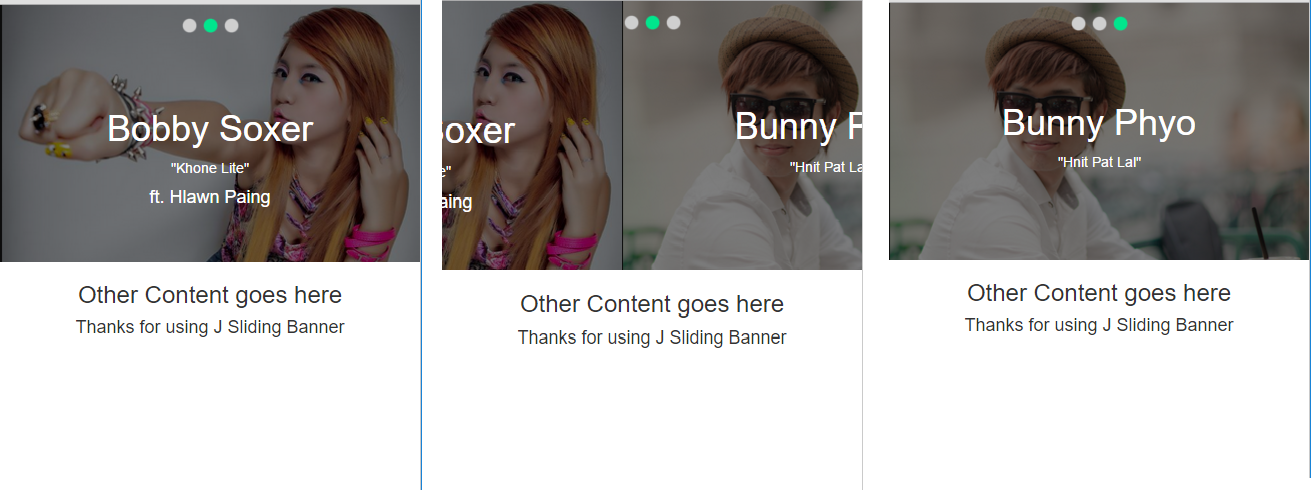 Bobby Soxer
"Khone Lite"
ft. Hlawn Paing
Other Content goes here
Thanks for using J Sliding Banner
Soxer
e"
aing
Bunny F
"Hnit Pat La
Other Content goes here
Thanks for using J Sliding Banner
Bunny Phyo
"Hnit Pat Lal"
Other Content goes here
Thanks for using J Sliding Banner